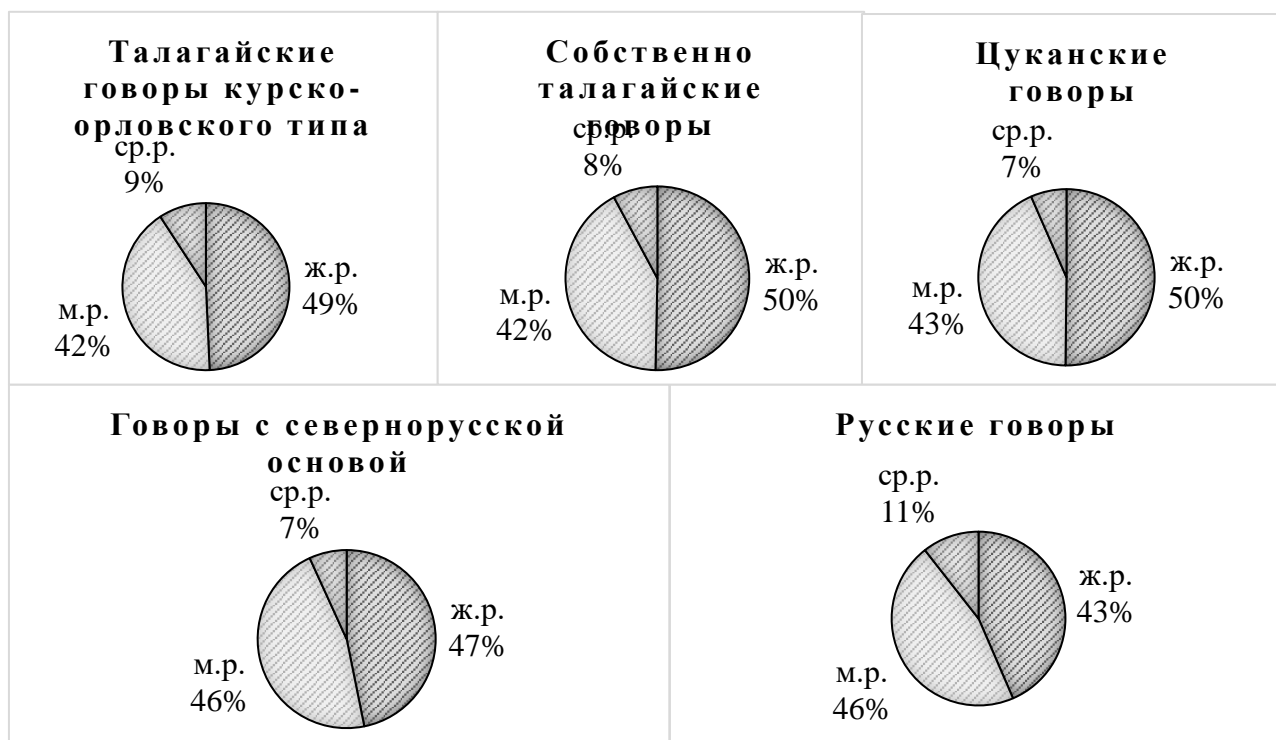 Талагайские
говоры курско-
орловского типа
ср.р.
9%
ж.р.
49%
м.р.
42%
Собственно
талагайские
говоры
ср.р.
8%
ж.р.
50%
м.р.
42%
Цуканские
говоры
ср.р.
7%
ж.р.
50%
м.р.
43%
Говоры с севернорусской
основой
ср.р.
7%
ж.р.
47%
м.р.
46%
Русские говоры
ср.р.
11%
ж.р.
43%
м.р.
46%